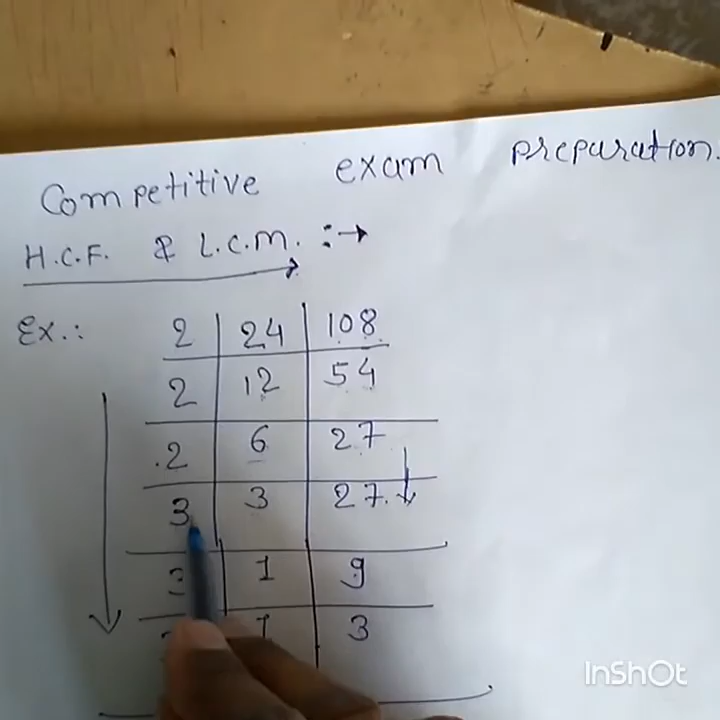 Competitive exam preparation.
H.C.F. & L.C.M. :→
Ex.: 2 24 108
2 12 54
.2 6 27
3 3 27.
1 9
1 3
InShOt